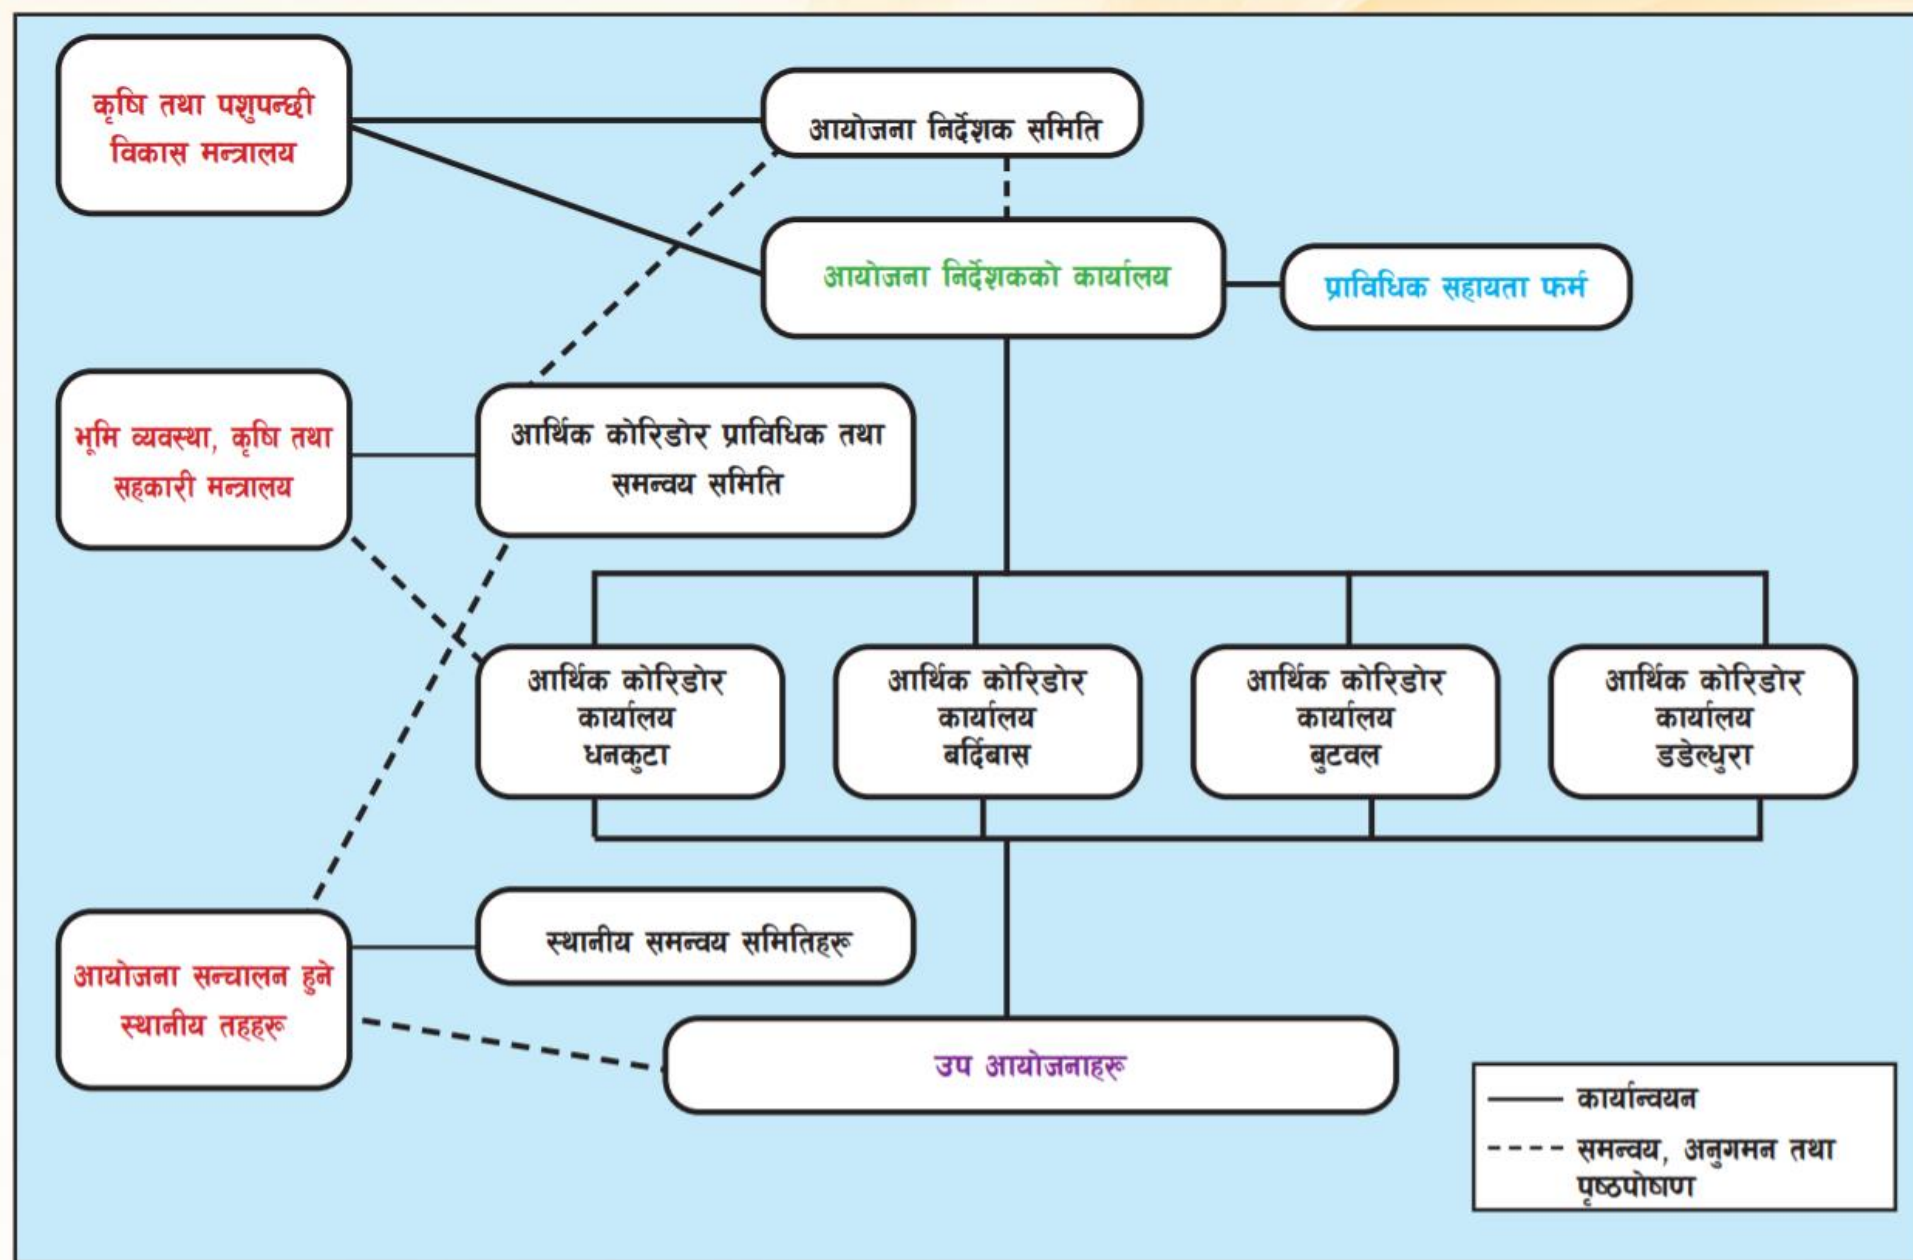 कृषि तथा पशुपन्छी
विकास मन्त्रालय
आयोजना निर्देशक समिति
आयोजना निर्देशकको कार्यालय
प्राविधिक सहायता फर्म
भूमि व्यवस्था, कृषि तथा
सहकारी मन्त्रालय
आर्थिक कोरिडोर प्राविधिक तथा
समन्वय समिति
आर्थिक कोरिडोर
कार्यालय
धनकुटा
आर्थिक कोरिडोर
कार्यालय
बर्दिबास
आर्थिक कोरिडोर
कार्यालय
बुटवल
आर्थिक कोरिडोर
कार्यालय
डडेल्धुरा
स्थानीय समन्वय समितिहरू
आयोजना सन्चालन हुने
स्थानीय तहहरू
उप आयोजनाहरू
कार्यान्वयन
समन्वय, अनुगमन तथा
पृष्ठपोषाण